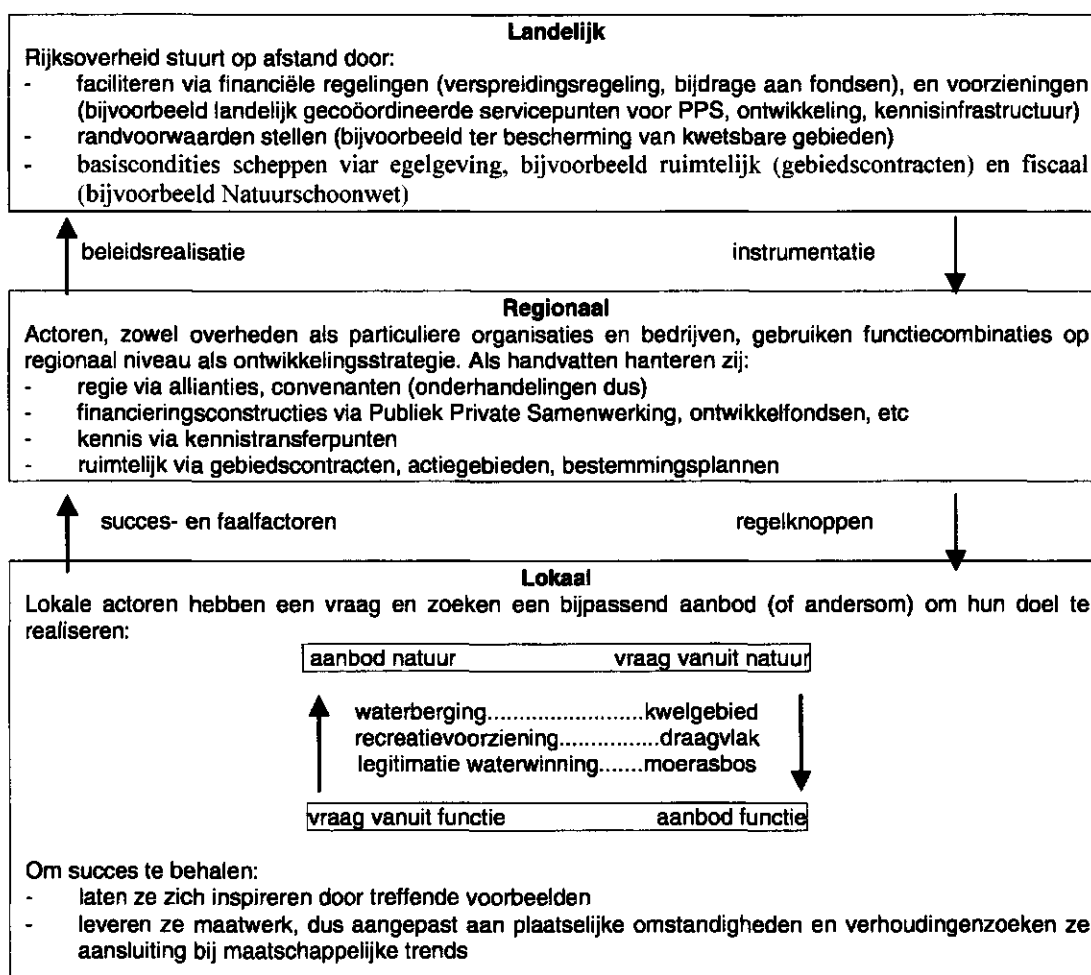 Landelijk
Rijksoverheid stuurt op afstand door:
- faciliteren via financiële regelingen (verspreidingsregeling, bijdrage aan fondsen), en voorzieningen
(bijvoorbeeld landelijk gecoöordineerde servicepunten voor PPS, ontwikkeling, kennisinfrastructuur)
- randvoorwaarden stellen (bijvoorbeeld ter bescherming van kwetsbare gebieden)
- basiscondities scheppen viar egelgeving, bijvoorbeeld ruimtelijk (gebiedscontracten) en fiscaal
(bijvoorbeeld Natuurschoonwet)
beleidsrealisatie instrumentatie
Regionaal
Actoren, zowel overheden als particuliere organisaties en bedrijven, gebruiken functiecombinaties op
regionaal niveau als ontwikkelingsstrategie. Als handvatten hanteren zij:
- regie via allianties, convenanten (onderhandelingen dus)
- financieringsconstructies via Publiek Private Samenwerking, ontwikkelfondsen, etc
- kennis via kennistransferpunten
- ruimtelijk via gebiedscontracten, actiegebieden, bestemmingsplannen
succes- en faalfactoren regelknoppen
Lokaal
Lokale actoren hebben een vraag en zoeken een bijpassend aanbod (of andersom) om hun doel te
realiseren:
aanbod natuur vraag vanuit natuur
waterberging.........................kwelgebied
recreatievoorziening................draagvlak
legitimatie waterwinning.......moerasbos
vraag vanuit functie aanbod functie
Om succes te behalen:
- laten ze zich inspireren door treffende voorbeelden
- leveren ze maatwerk, dus aangepast aan plaatselijke omstandigheden en verhoudingenzoeken ze
aansluiting bij maatschappelijke trends